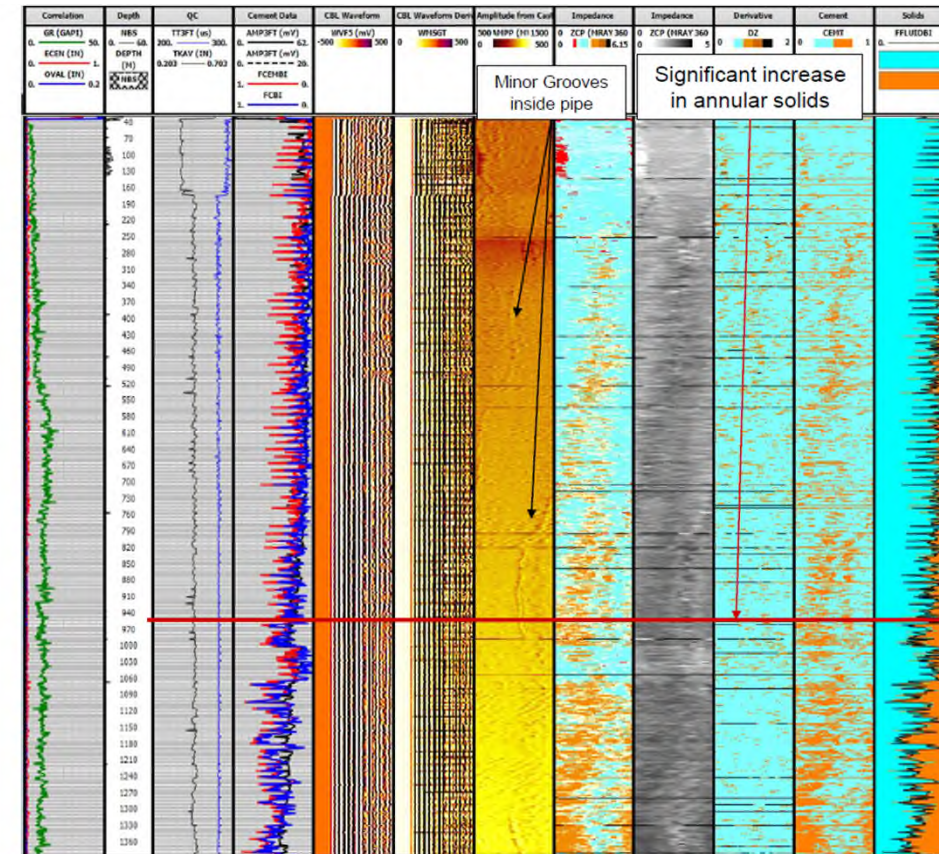 Correlation
Depth
QC
Cement Data
CBL Waveform
CBL Waveform Deri
Amplitude from Cast
Impedance
Impedance
Derivative
Cement
Solids
GR (GAPI)
0. 50.
ECEN (IN)
0. 1.
OVAL (IN)
0. 0.2
NBS
0. 60.
DEPTH
(M)
NBS
TT3FT (us)
200. 300.
TKAY (IN)
0.203 0.703
AMP3FT (mV)
0. 62.
AMP3FT (mV)
0. 20.
FCEMBI
1. 0.
FCBI
1. 0.
WVF5 (mV)
-500 500
WMSGT
0 500
500 1500
ZCP (MRAY 360
0 6.15
0 ZCP (MRAY 360
0 5
DZ
0 2
CEMT
0 1
FFLUIDBI
Minor Grooves
inside pipe
Significant increase
in annular solids
40
70
100
130
160
190
220
250
280
310
340
370
400
430
460
490
520
550
580
610
640
670
700
730
760
790
820
850
880
910
940
970
1000
1030
1060
1090
1120
1150
1180
1210
1240
1270
1300
1330
1360